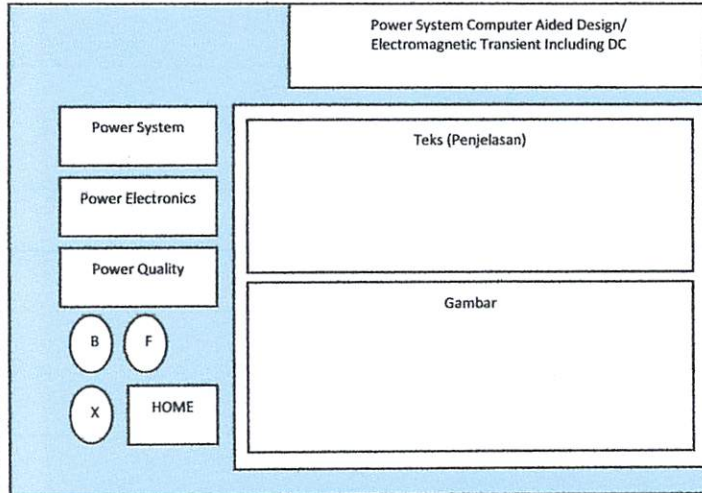 Power System Computer Aided Design/
Electromagnetic Transient Including DC
Power System
Power Electronics
Power Quality
B
F
X
HOME
Teks (Penjelasan)
Gambar